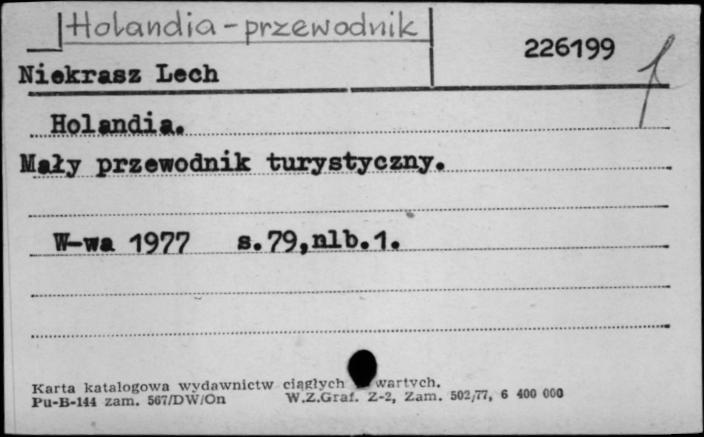 Holandia - przewodnik
226199
Niekrasz Lech
Holandia.
Mały przewodnik turystyczny.
W-wa 1977 s.79,nlb.1.
Karta katalogowa wydawnictw ciągłych wartych.
Pu-B-144 zam. 567/DW/On W.Z.Graf. Z-2, Zam. 502/77, 6 400 000